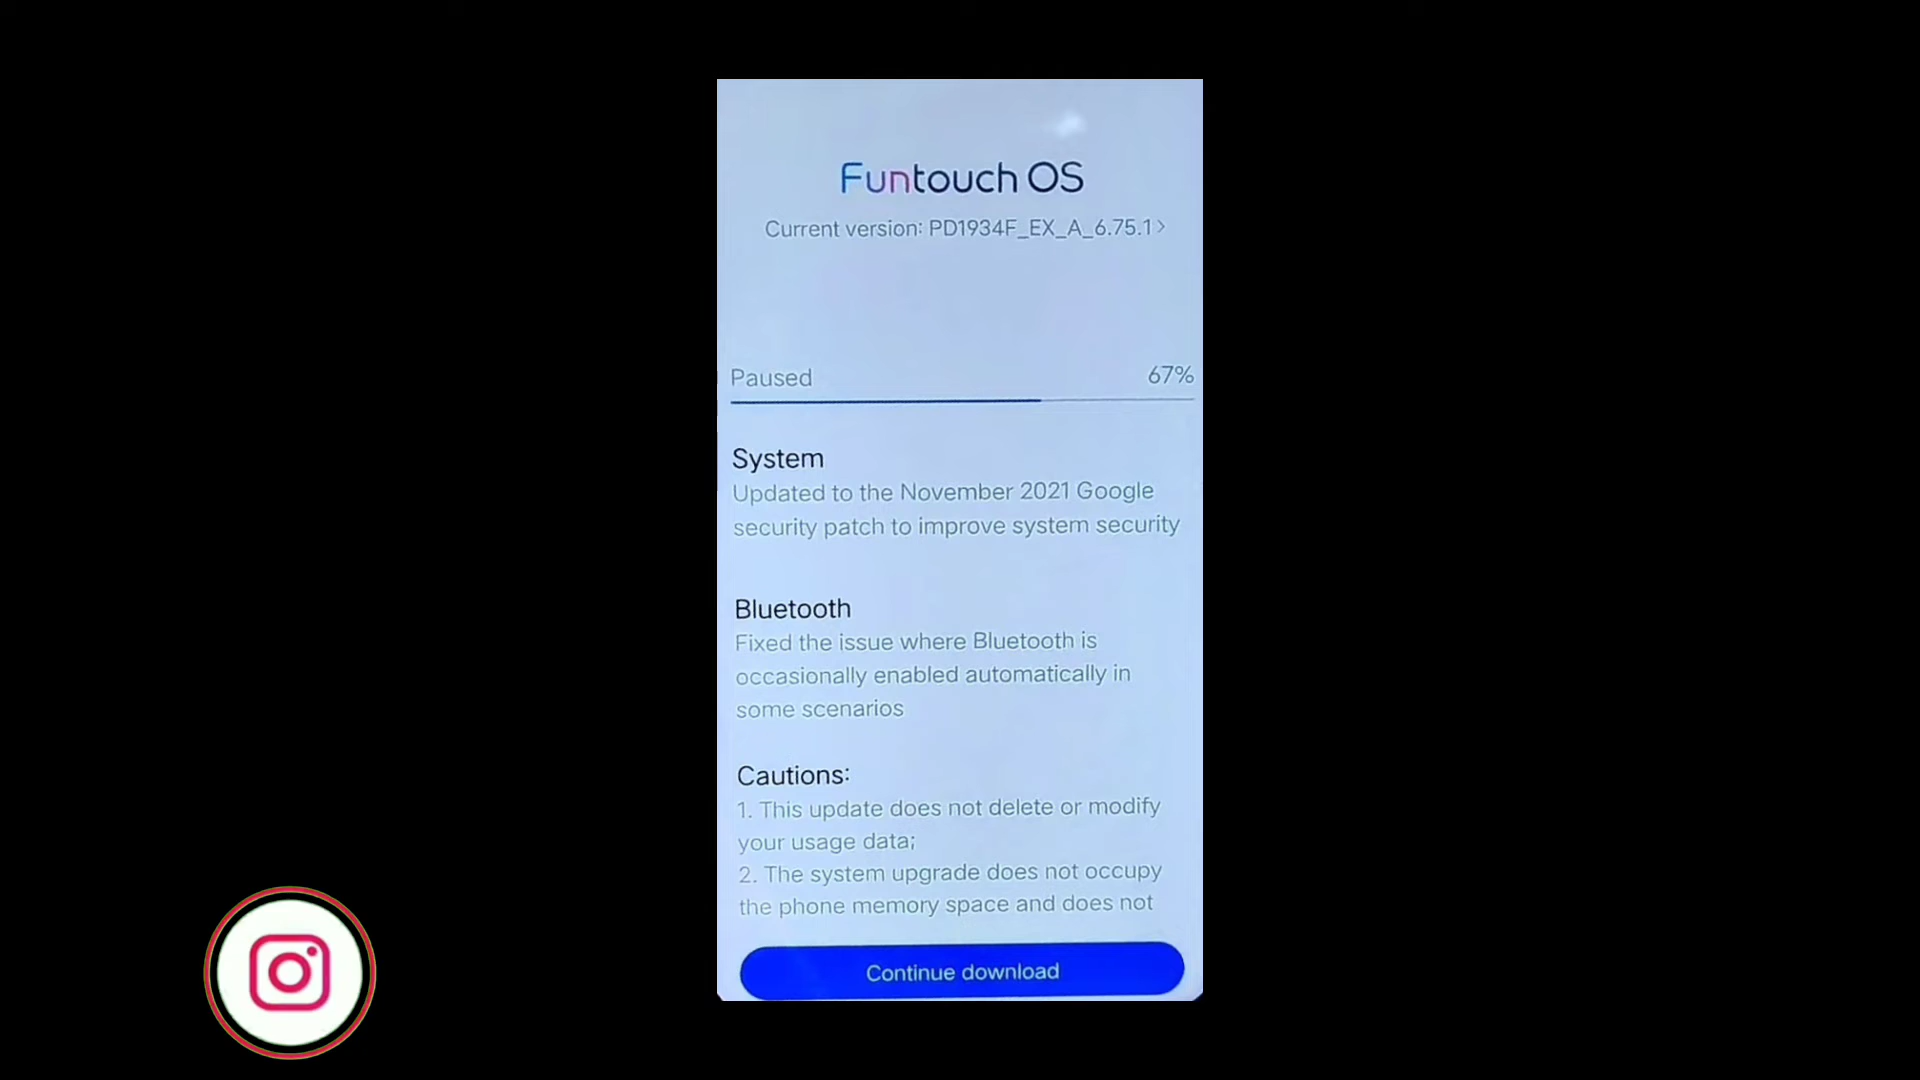 Funtouch OS
Current version: PD1934F_EX_A_6.75.1>
Paused 67%
System
Updated to the November 2021 Google
security patch to improve system security
Bluetooth
Fixed the issue where Bluetooth is
occasionally enabled automatically in
some scenarios
Cautions:
1. This update does not delete or modify
your usage data;
2. The system upgrade does not occupy
the phone memory space and does not
Continue download